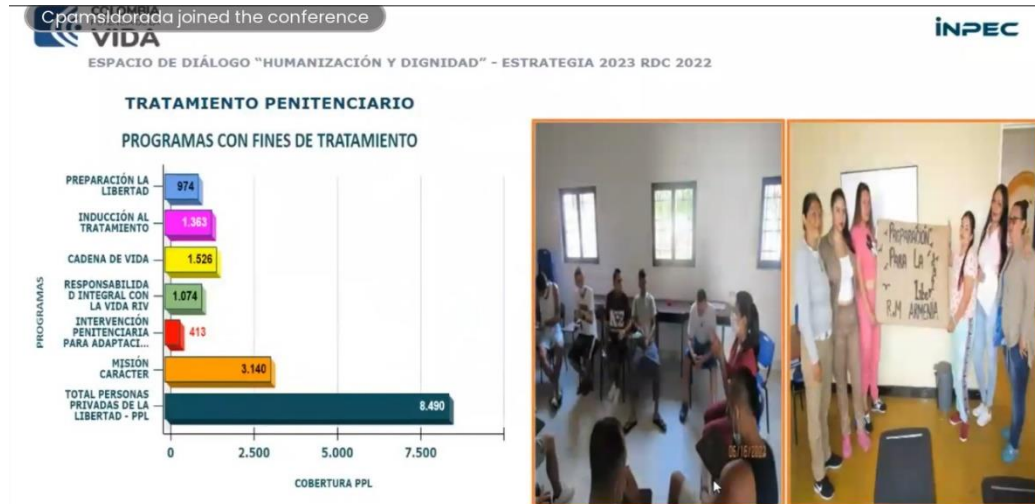 Cpamsldorada joined the conference
COLOMBIA
VIDA
INPEC
ESPACIO DE DIÁLOGO “HUMANIZACIÓN Y DIGNIDAD” - ESTRATEGIA 2023 RDC 2022
TRATAMIENTO PENITENCIARIO
PROGRAMAS CON FINES DE TRATAMIENTO
PROGRAMAS
PREPARACIÓN LA
LIBERTAD
974
INDUCCIÓN AL
TRATAMIENTO
1.363
CADENA DE VIDA
1.526
RESPONSABILIDA
D INTEGRAL CON
LA VIDA RIV
1.074
INTERVENCIÓN
PENITENCIARIA
PARA ADAPTACI...
413
MISIÓN
CARÁCTER
3.140
TOTAL PERSONAS
PRIVADAS DE LA
LIBERTAD - PPL
8.490
0 2.500 5.000 7.500
COBERTURA PPL
PREPARACIÓN
PARA LA
R.M ARMENIA